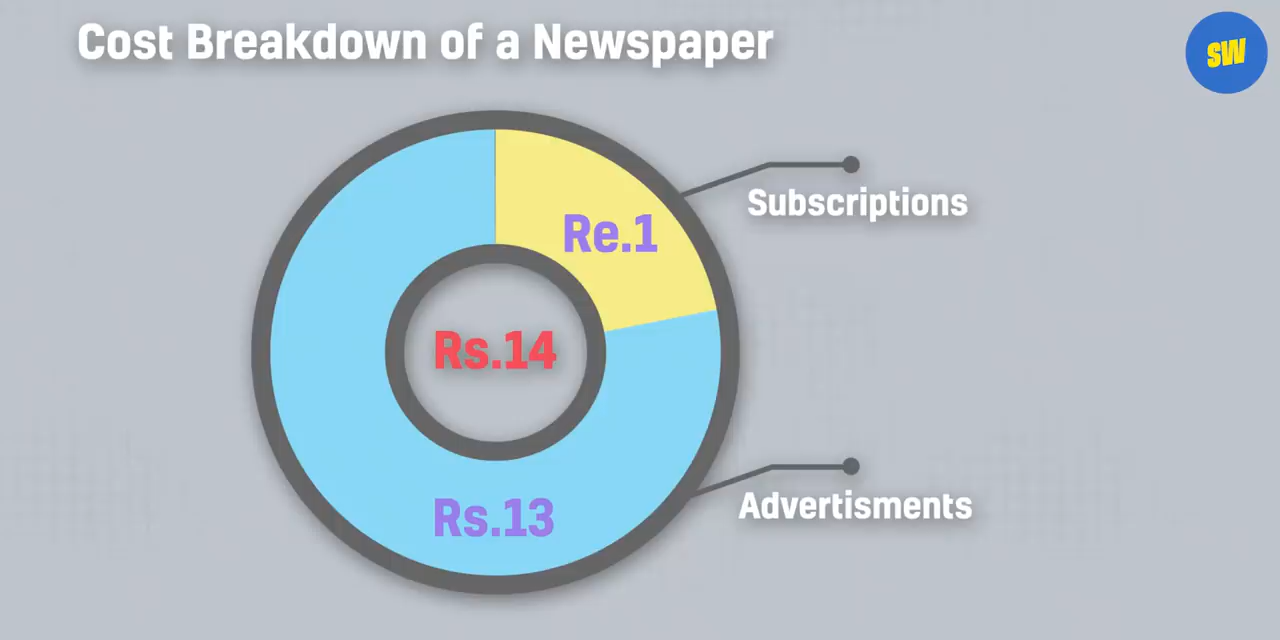 Cost Breakdown of a Newspaper
SW
Subscriptions
Re.1
Rs.14
Advertisments
Rs.13